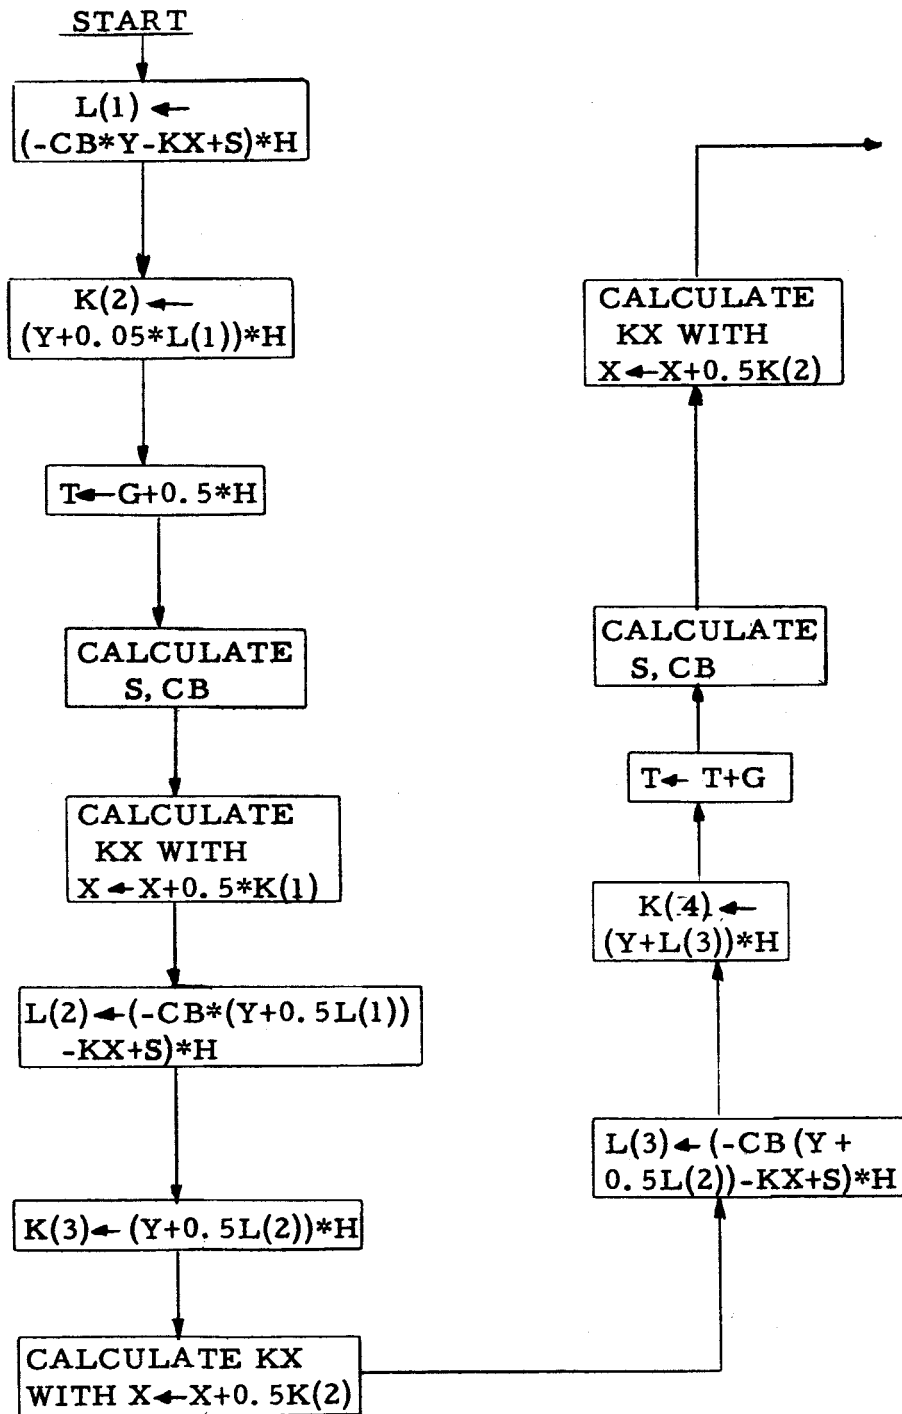 START
L(1) ←
(-CB*Y-KX+S)*H
K(2) ←
(Y+0.05*L(1))*H
T←G+0.5*H
CALCULATE
S, CB
CALCULATE
KX WITH
X←X+0.5*K(1)
L(2)←(-CB*(Y+0.5L(1))
-KX+S)*H
K(3)←(Y+0.5L(2))*H
CALCULATE KX
WITH X←X+0.5K(2)
L(3)←(-CB(Y+
0.5L(2))-KX+S)*H
K(4)←
(Y+L(3))*H
T← T+G
CALCULATE
S, CB
CALCULATE
KX WITH
X←X+0.5K(2)